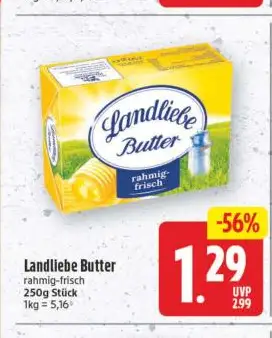 Landliebe
Butter
rahmig-
frisch
-56%
Landliebe Butter
rahmig-frisch
250g Stück
1kg = 5,16
1.29
UVP
2.99